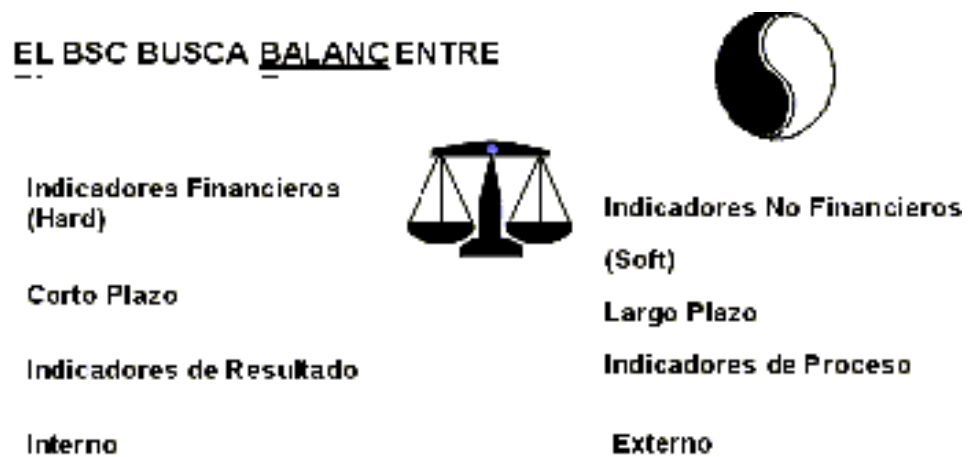 EL BSC BUSCA BALANC ENTRE
Indicadores Financieros
(Hard)
Corto Plazo
Indicadores de Resultado
Interno
Indicadores No Financieros
(Soft)
Largo Plazo
Indicadores de Proceso
Externo